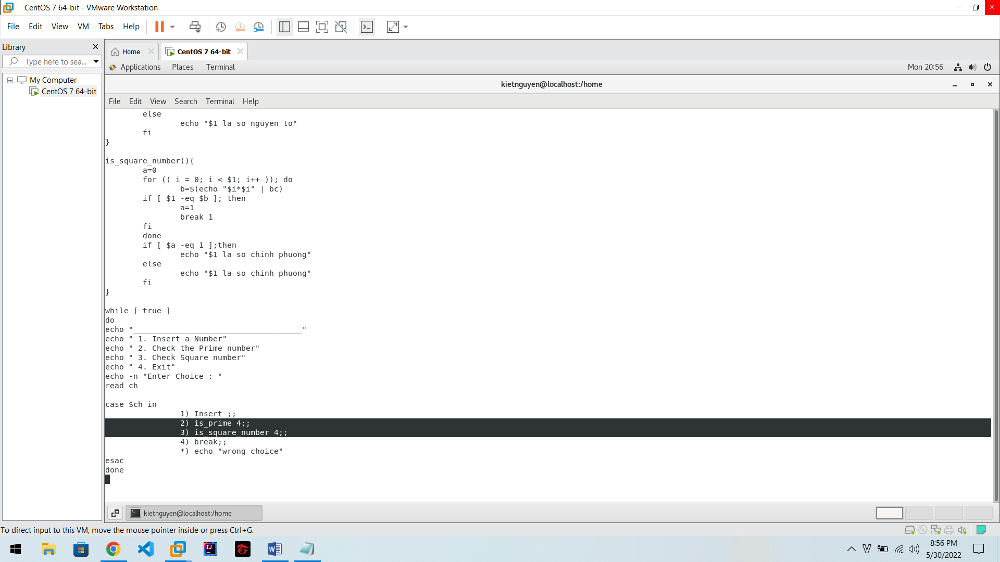 CentOS 7 64-bit - VMware Workstation
File Edit View VM Tabs Help
Library
Home
CentOS 7 64-bit
Type here to sea...
Applications Places Terminal
Mon 20:56
My Computer
CentOS 7 64-bit
kietnguyen@localhost:/home
File Edit View Search Terminal Help
else
echo "$1 la so nguyen to"
fi
}
is_square_number(){
a=0
for (( i = 0; i < $1; i++ )); do
b=$(echo "$i*$i" | bc)
if [ $1 -eq $b ]; then
a=1
break 1
fi
done
if [ $a -eq 1 ];then
echo "$1 la so chinh phuong"
else
echo "$1 la so chinh phuong"
fi
}
while [ true ]
do
echo "____________________________________"
echo " 1. Insert a Number"
echo " 2. Check the Prime number"
echo " 3. Check Square number"
echo " 4. Exit"
echo -n "Enter Choice : "
read ch
case $ch in
1) Insert ;;
2) is_prime 4;;
3) is_square_number 4;;
4) break;;
*) echo "wrong choice"
esac
done
kietnguyen@localhost:/home
To direct input to this VM, move the mouse pointer inside or press Ctrl+G.
8:56 PM
5/30/2022